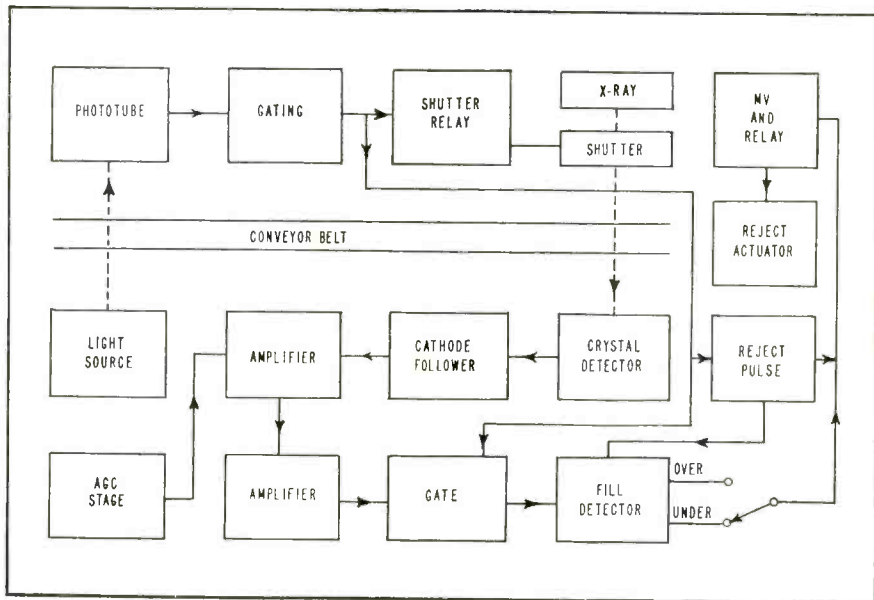 PHOTOTUBE
GATING
SHUTTER
RELAY
X-RAY
SHUTTER
MV
AND
RELAY
CONVEYOR BELT
REJECT
ACTUATOR
LIGHT
SOURCE
AMPLIFIER
CATHODE
FOLLOWER
CRYSTAL
DETECTOR
REJECT
PULSE
AGC
STAGE
AMPLIFIER
GATE
FILL
DETECTOR
OVER
UNDER